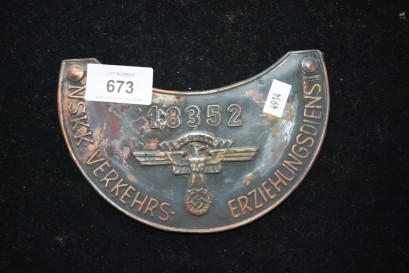 LOT NUMBER
673
4914
18352
NSKK VERKEHRS-
ERZIEHUNGSDIENST